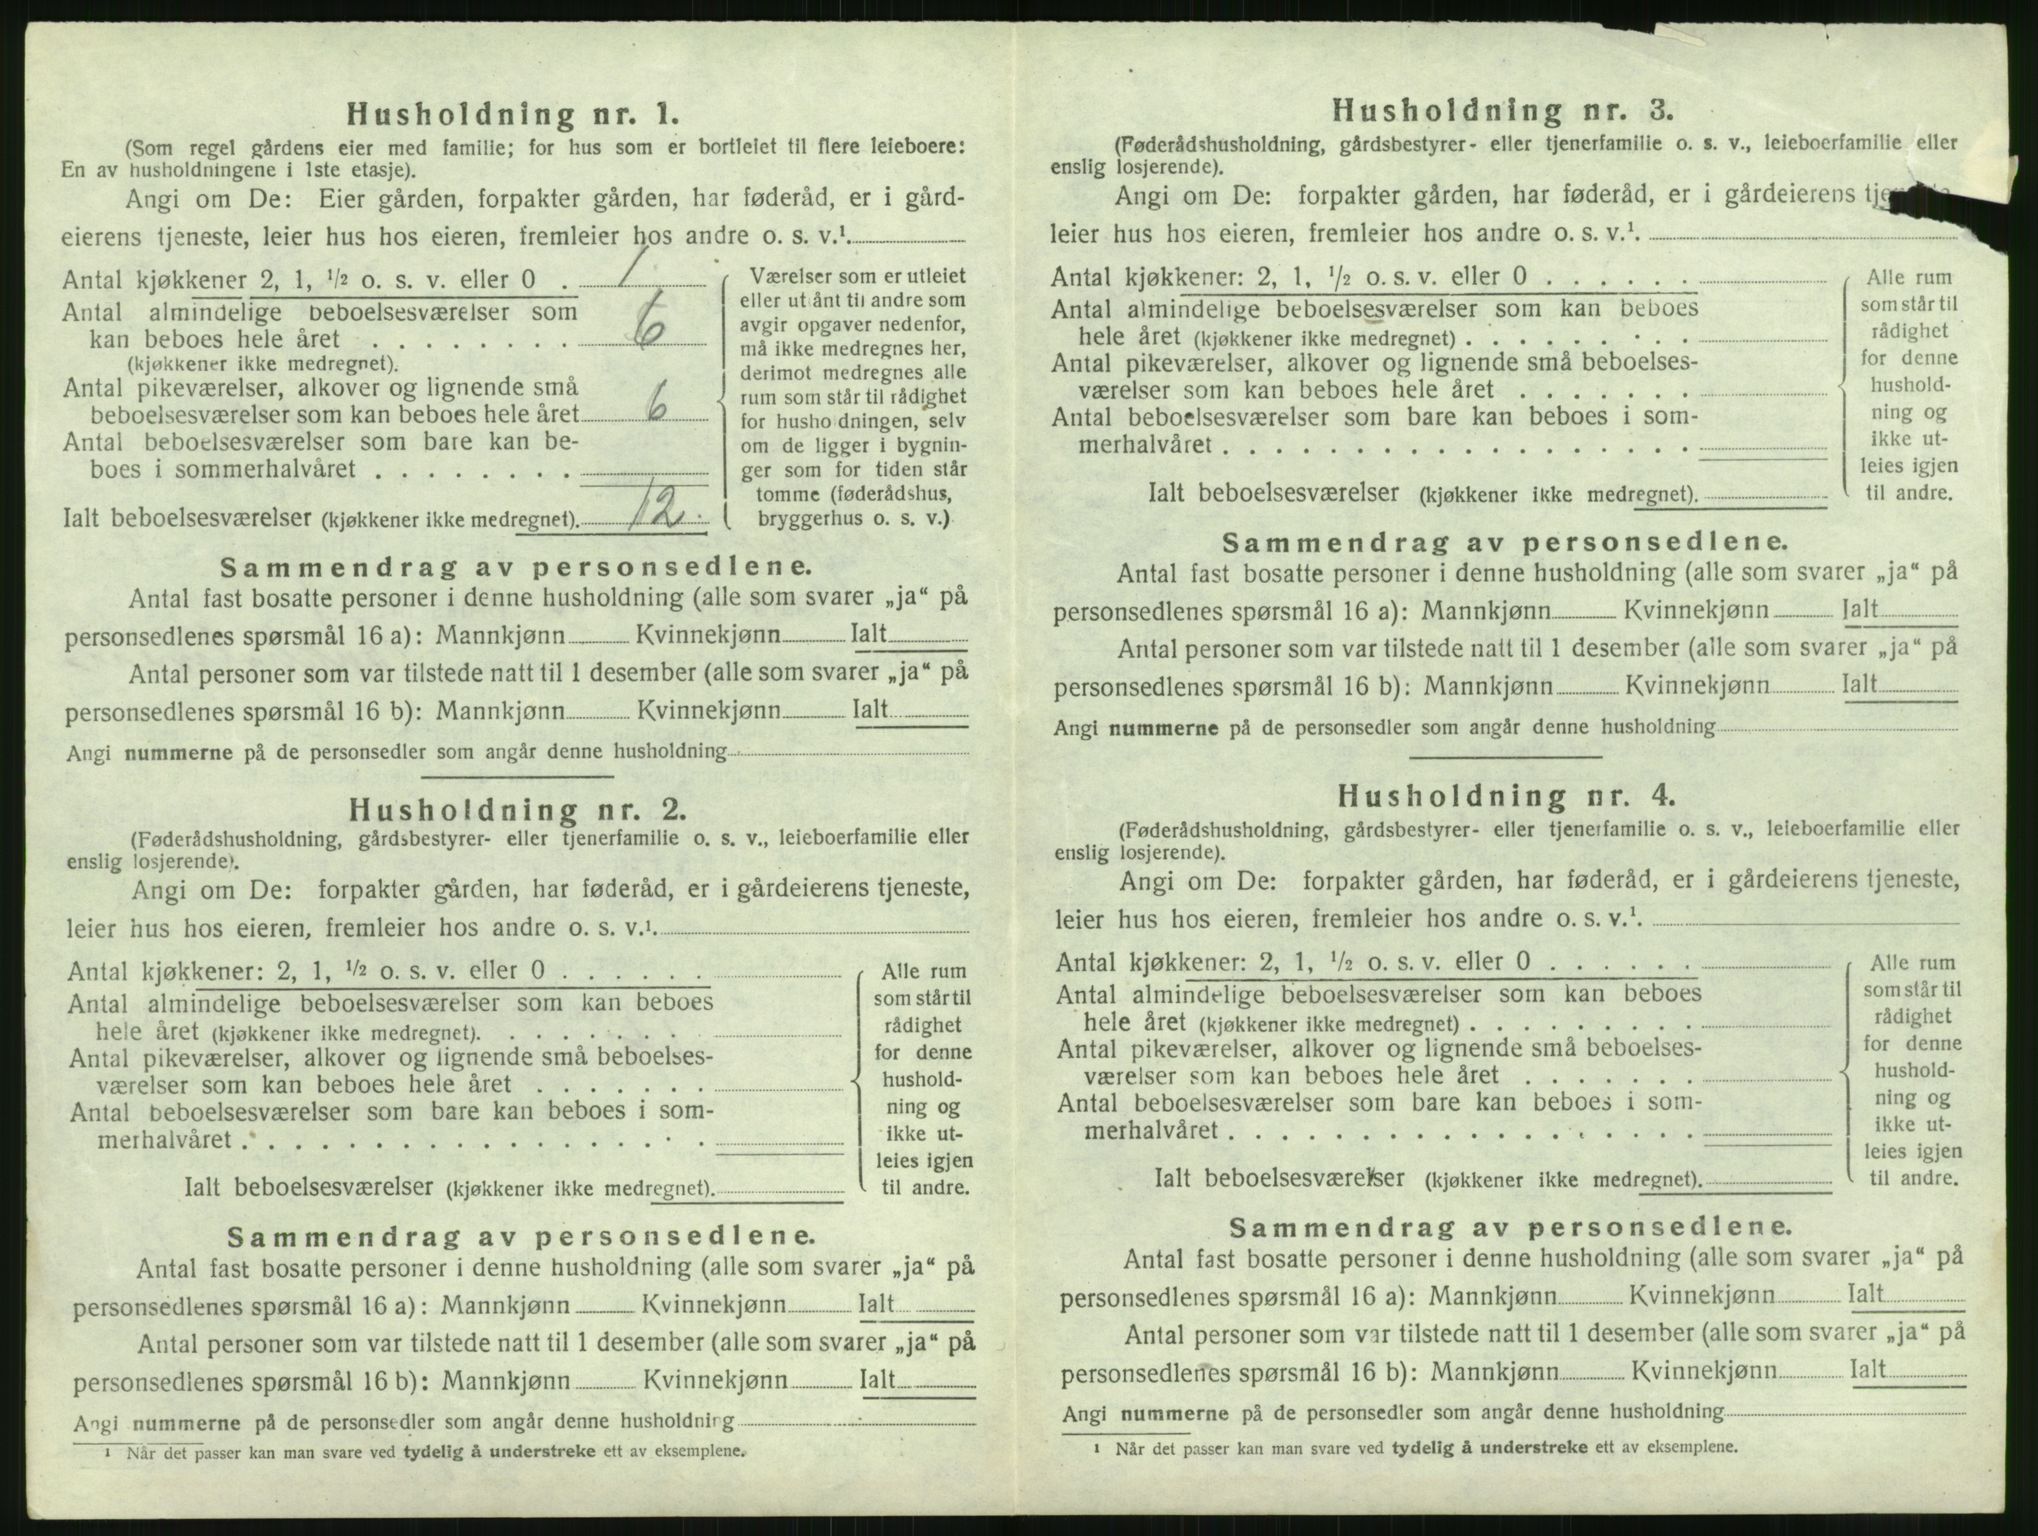 Husholdning nr. 1.
(Som regel gårdens eier med familie; for hus som er bortleiet til flere leieboere:
En av husholdningene i 1ste etasje).
Angi om De: Eier gården, forpakter gården, har føderåd, er i gård-
eierens tjeneste, leier hus hos eieren, fremleier hos andre o. s. v.¹.
Antal kjøkkener 2, 1, ½ o. s. v. eller 0 . 1
Antal almindelige beboelsesværelser som
kan beboes hele året . . . . . . . . 6
(kjøkkener ikke medregnet).
Antal pikeværelser, alkover og lignende små
beboelsesværelser som kan beboes hele året 6
Antal beboelsesværelser som bare kan be-
boes i sommerhalvåret . . . . . . .
Ialt beboelsesværelser (kjøkkener ikke medregnet). 12.
Værelser som er utleiet
eller utlånt til andre som
avgir opgaver nedenfor,
må ikke medregnes her,
derimot medregnes alle
rum som står til rådighet
for husholdningen, selv
om de ligger i bygnin-
ger som for tiden står
tomme (føderådshus,
bryggerhus o. s. v.)
Sammendrag av personsedlene.
Antal fast bosatte personer i denne husholdning (alle som svarer „ja“ på
personsedlenes spørsmål 16 a): Mannkjønn Kvinnekjønn Ialt
Antal personer som var tilstede natt til 1 desember (alle som svarer „ja“ på
personsedlenes spørsmål 16 b): Mannkjønn Kvinnekjønn Ialt
Angi nummerne på de personsedler som angår denne husholdning
Husholdning nr. 2.
(Føderådshusholdning, gårdsbestyrer- eller tjenerfamilie o. s. v., leieboerfamilie eller
enslig losjerende).
Angi om De: forpakter gården, har føderåd, er i gårdeierens tjeneste,
leier hus hos eieren, fremleier hos andre o. s. v.¹.
Antal kjøkkener: 2, 1, ½ o. s. v. eller 0 . . . . . .
Antal almindelige beboelsesværelser som kan beboes
hele året (kjøkkener ikke medregnet). . . . . . . .
Antal pikeværelser, alkover og lignende små beboelses-
værelser som kan beboes hele året . . . . . . .
Antal beboelsesværelser som bare kan beboes i som-
merhalvåret . . . . . . . . . . . . . . . . . .
Ialt beboelsesværelser (kjøkkener ikke medregnet).
Alle rum
som står til
rådighet
for denne
hushold-
ning og
ikke ut-
leies igjen
til andre.
Sammendrag av personsedlene.
Antal fast bosatte personer i denne husholdning (alle som svarer „ja“ på
personsedlenes spørsmål 16 a): Mannkjønn Kvinnekjønn Ialt
Antal personer som var tilstede natt til 1 desember (alle som svarer „ja“ på
personsedlenes spørsmål 16 b): Mannkjønn Kvinnekjønn Ialt
Angi nummerne på de personsedler som angår denne husholdning
¹ Når det passer kan man svare ved tydelig å understreke ett av eksemplene.
Husholdning nr. 3.
(Føderådshusholdning, gårdsbestyrer- eller tjenerfamilie o. s. v., leieboerfamilie eller
enslig losjerende).
Angi om De: forpakter gården, har føderåd, er i gårdeierens
leier hus hos eieren, fremleier hos andre o. s. v.¹.
Antal kjøkkener: 2, 1, ½ o. s. v. eller 0 . . . . . .
Antal almindelige beboelsesværelser som kan beboes
hele året (kjøkkener ikke medregnet) . . . . . . . . .
Antal pikeværelser, alkover og lignende små beboelses-
værelser som kan beboes hele året . . . . . . .
Antal beboelsesværelser som bare kan beboes i som-
merhalvåret . . . . . . . . . . . . . . . . . .
Ialt beboelsesværelser (kjøkkener ikke medregnet).
Alle rum
som står til
rådighet
for denne
hushold-
ning og
ikke ut-
leies igjen
til andre.
Sammendrag av personsedlene.
Antal fast bosatte personer i denne husholdning (alle som svarer „ja“ på
personsedlenes spørsmål 16 a): Mannkjønn Kvinnekjønn Ialt
Antal personer som var tilstede natt til 1 desember (alle som svarer „ja“ på
personsedlenes spørsmål 16 b): Mannkjønn Kvinnekjønn Ialt
Angi nummerne på de personsedler som angår denne husholdning
Husholdning nr. 4.
(Føderådshusholdning, gårdsbestyrer- eller tjenerfamilie o. s. v., leieboerfamilie eller
enslig losjerende).
Angi om De: forpakter gården, har føderåd, er i gårdeierens tjeneste,
leier hus hos eieren, fremleier hos andre o. s. v.¹.
Antal kjøkkener: 2, 1, ½ o. s. v. eller 0 . . . . . .
Antal almindelige beboelsesværelser som kan beboes
hele året (kjøkkener ikke medregnet) . . . . . . . . .
Antal pikeværelser, alkover og lignende små beboelses-
værelser som kan beboes hele året . . . . . . .
Antal beboelsesværelser som bare kan beboes i som-
merhalvåret . . . . . . . . . . . . . . . . . .
Ialt beboelsesværelser (kjøkkener ikke medregnet).
Alle rum
som står til
rådighet
for denne
hushold-
ning og
ikke ut-
leies igjen
til andre.
Sammendrag av personsedlene.
Antal fast bosatte personer i denne husholdning (alle som svarer „ja“ på
personsedlenes spørsmål 16 a): Mannkjønn Kvinnekjønn Ialt
Antal personer som var tilstede natt til 1 desember (alle som svarer „ja“ på
personsedlenes spørsmål 16 b): Mannkjønn Kvinnekjønn Ialt
Angi nummerne på de personsedler som angår denne husholdning
¹ Når det passer kan man svare ved tydelig å understreke ett av eksemplene.